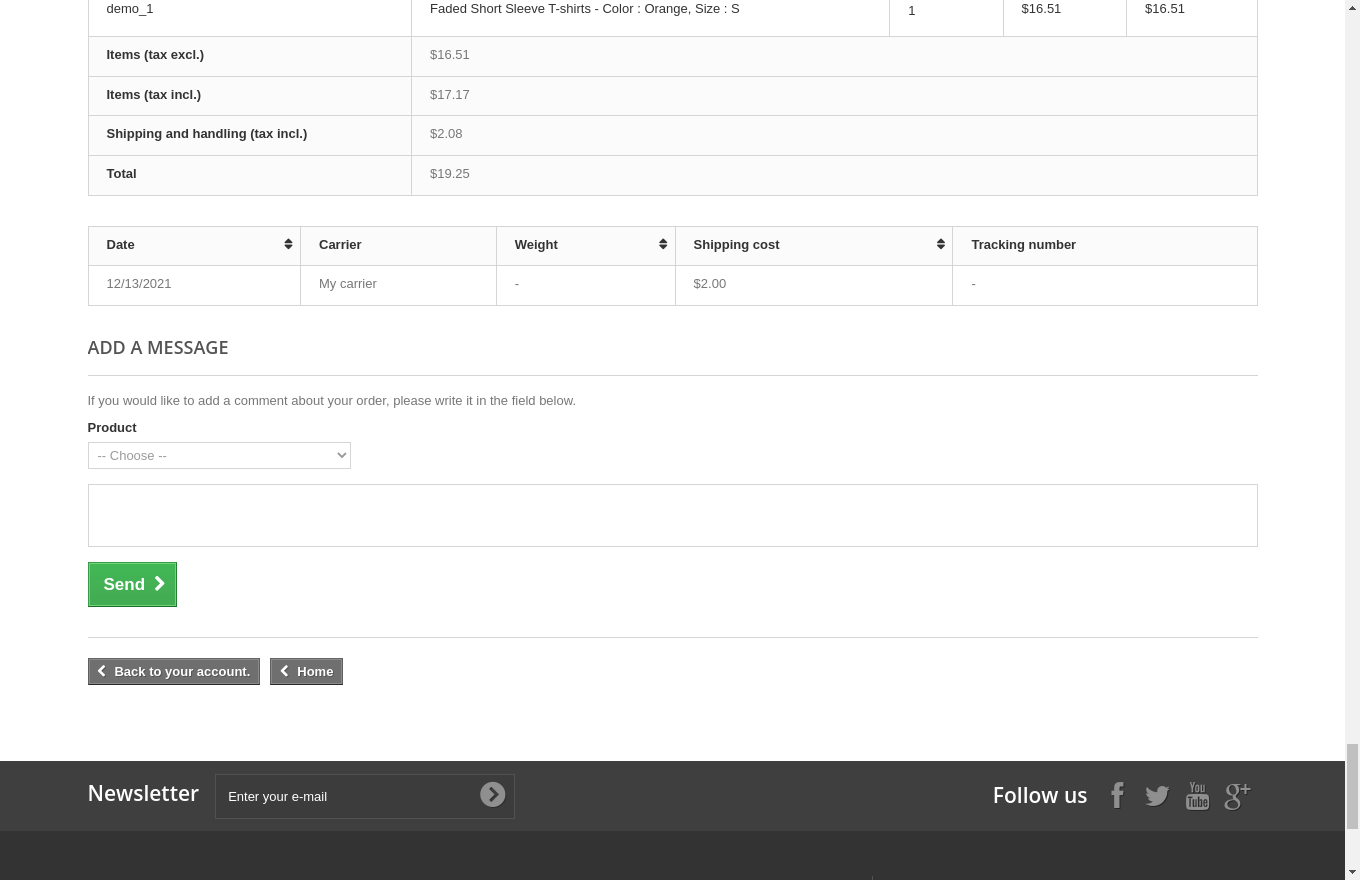 demo_1 Faded Short Sleeve T-shirts - Color : Orange, Size : S 1 $16.51 $16.51
Items (tax excl.) $16.51
Items (tax incl.) $17.17
Shipping and handling (tax incl.) $2.08
Total $19.25
Date Carrier Weight Shipping cost Tracking number
12/13/2021 My carrier - $2.00 -
ADD A MESSAGE
If you would like to add a comment about your order, please write it in the field below.
Product
-- Choose --
Send
Back to your account. Home
Newsletter Enter your e-mail Follow us
You
Tube
g+